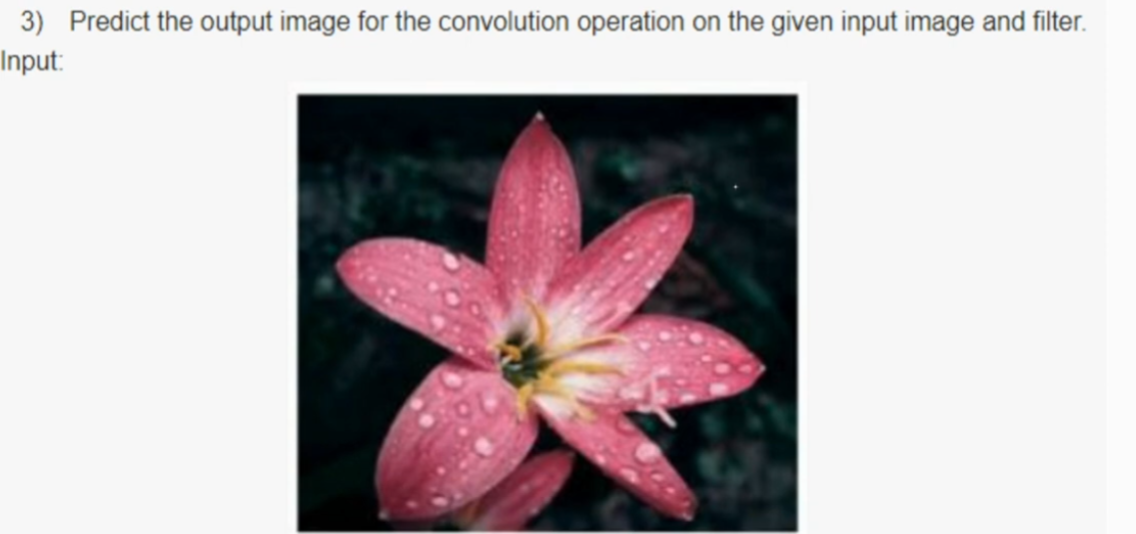 3) Predict the output image for the convolution operation on the given input image and filter.
Input: